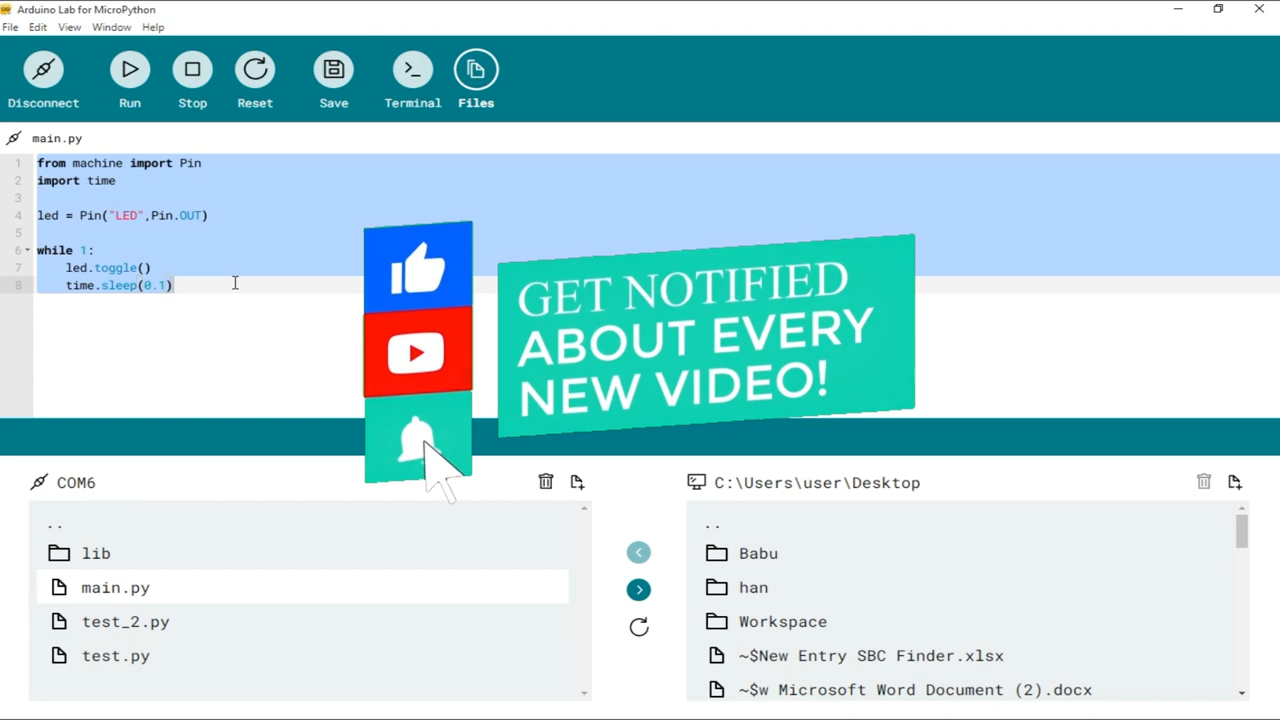 Arduino Lab for MicroPython
File Edit View Window Help
Disconnect Run Stop Reset Save Terminal Files
main.py
1 from machine import Pin
2 import time
3
4 led = Pin("LED",Pin.OUT)
5
6 while 1:
7 led.toggle()
8 time.sleep(0.1)
GET NOTIFIED
ABOUT EVERY
NEW VIDEO!
COM6
..
lib
main.py
test_2.py
test.py
C:\Users\user\Desktop
..
Babu
han
Workspace
~$New Entry SBC Finder.xlsx
~$w Microsoft Word Document (2).docx